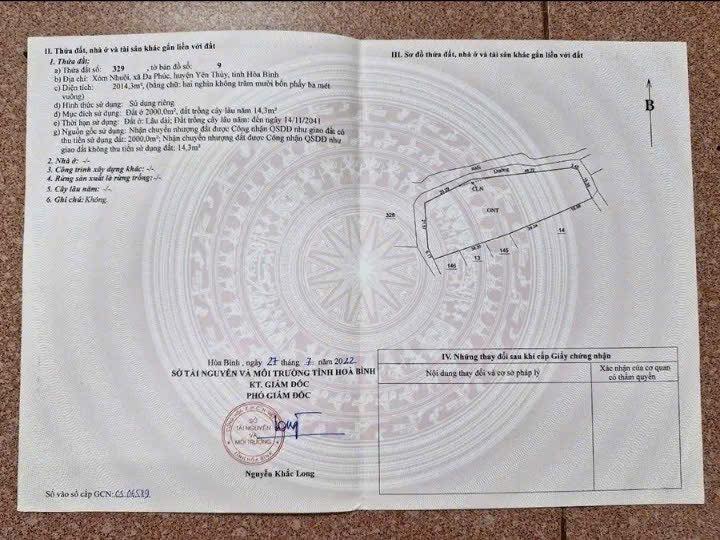 II. Thửa đất, nhà ở và tài sản khác gắn liền với đất
1. Thửa đất:
a) Thửa đất số: 329, tờ bản đồ số: 9
b) Địa chỉ: Xóm Nhuôi, xã Đa Phúc, huyện Yên Thủy, tỉnh Hòa Bình
c) Diện tích: 2014,3m², (bằng chữ: hai nghìn không trăm mười bốn phẩy ba mét
vuông)
d) Hình thức sử dụng: Sử dụng riêng
đ) Mục đích sử dụng: Đất ở 2000,0m²; đất trồng cây lâu năm 14,3m²
e) Thời hạn sử dụng: Đất ở: Lâu dài; Đất trồng cây lâu năm: đến ngày 14/11/2041
g) Nguồn gốc sử dụng: Nhận chuyển nhượng đất được Công nhận QSDĐ như giao đất có
thu tiền sử dụng đất: 2000,0m²; Nhận chuyển nhượng đất được Công nhận QSDĐ như
giao đất không thu tiền sử dụng đất: 14,3m²
2. Nhà ở: -/-
3. Công trình xây dựng khác: -/-
4. Rừng sản xuất là rừng trồng: -/-
5. Cây lâu năm: -/-
6. Ghi chú: Không.
Hòa Bình, ngày 27 tháng 7 năm 2022
SỞ TÀI NGUYÊN VÀ MÔI TRƯỜNG TỈNH HOÀ BÌNH
KT. GIÁM ĐỐC
PHÓ GIÁM ĐỐC
SỞ
TÀI NGUYÊN
VÀ
MÔI TRƯỜNG
TỈNH HÒA BÌNH
Nguyễn Khắc Long
Số vào sổ cấp GCN: CS 06589
III. Sơ đồ thửa đất, nhà ở và tài sản khác gắn liền với đất
B
Đường
CLN
ONT
328
14
145
13
146
IV. Những thay đổi sau khi cấp Giấy chứng nhận
Nội dung thay đổi và cơ sở pháp lý
Xác nhận của cơ quan
có thẩm quyền